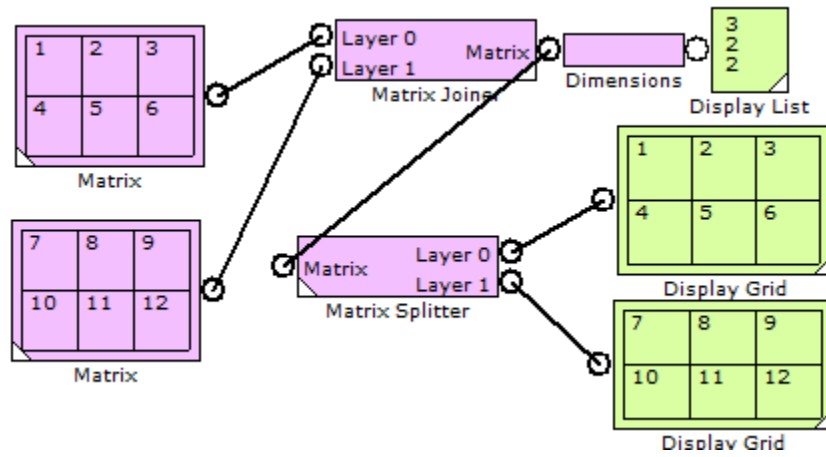 1 2 3
4 5 6
Matrix
Layer 0
Layer 1
Matrix
Matrix Joiner
Dimensions
3
2
2
Display List
7 8 9
10 11 12
Matrix
Matrix
Layer 0
Layer 1
Matrix Splitter
1 2 3
4 5 6
Display Grid
7 8 9
10 11 12
Display Grid